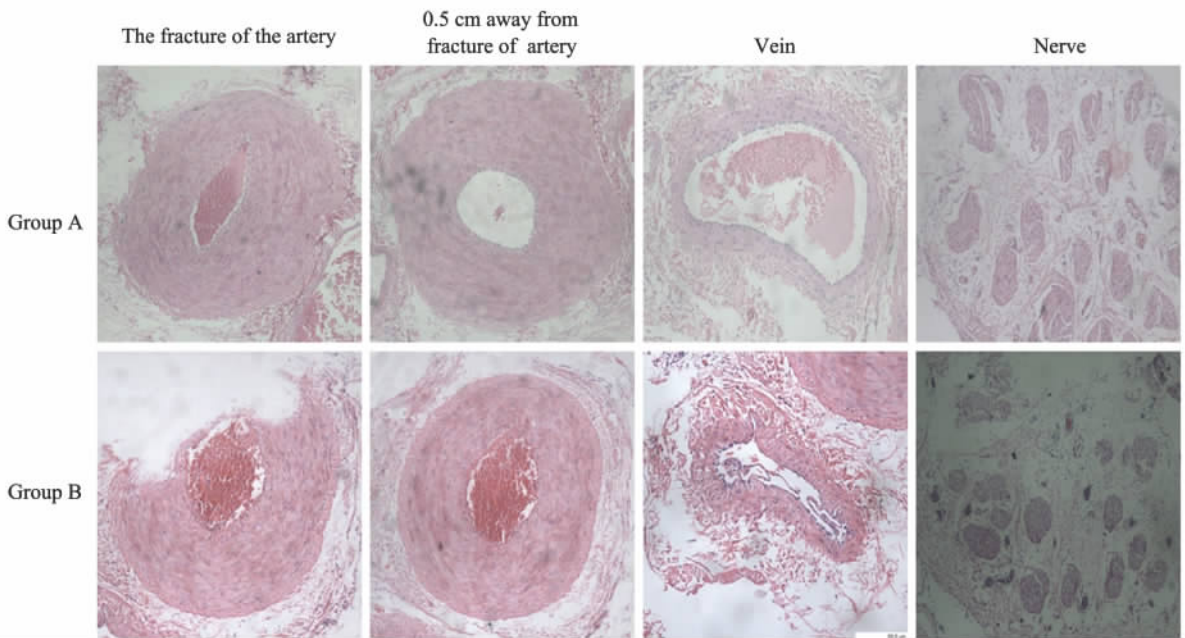 The fracture of the artery
0.5 cm away from
fracture of artery
Vein
Nerve
Group A
Group B